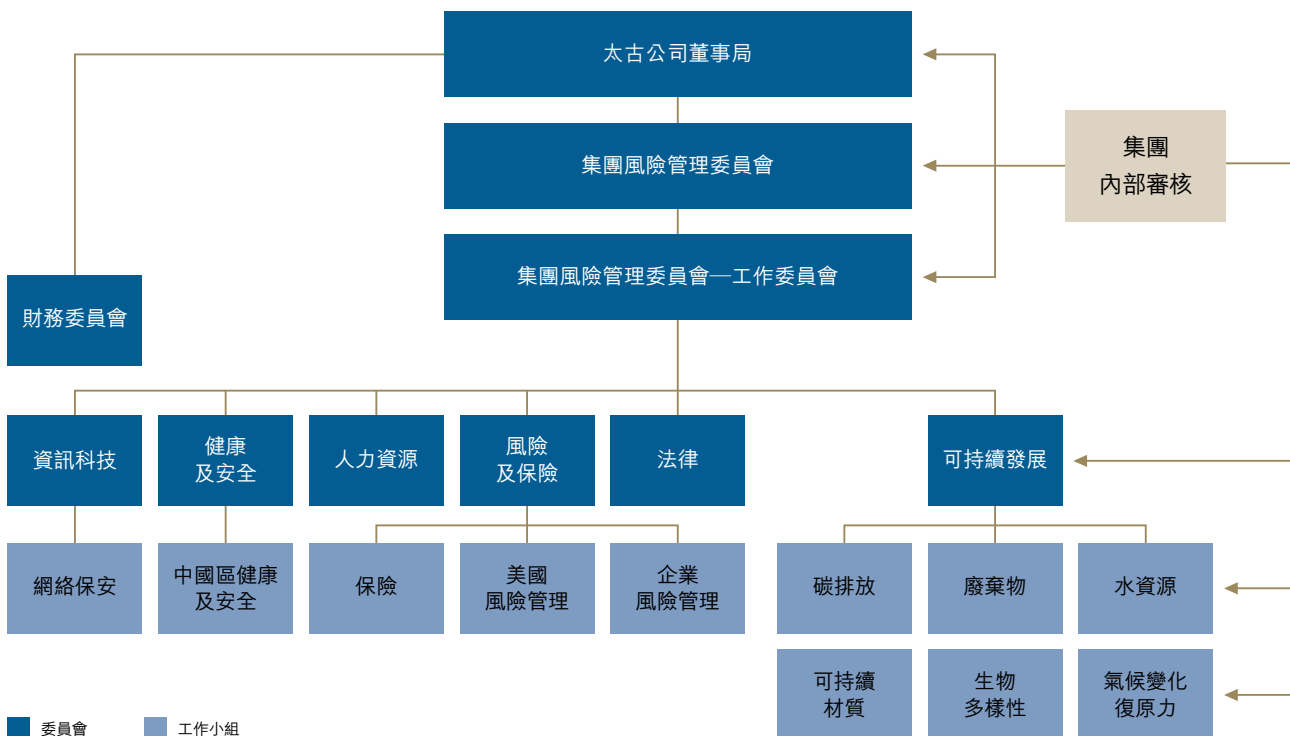 太古公司董事局
集團風險管理委員會
集團
內部審核
集團風險管理委員會—工作委員會
財務委員會
資訊科技
健康
及安全
人力資源
風險
及保險
法律
可持續發展
網絡保安
中國區健康
及安全
保險
美國
風險管理
企業
風險管理
碳排放
廢棄物
水資源
可持續
材質
生物
多樣性
氣候變化
復原力
委員會
工作小組